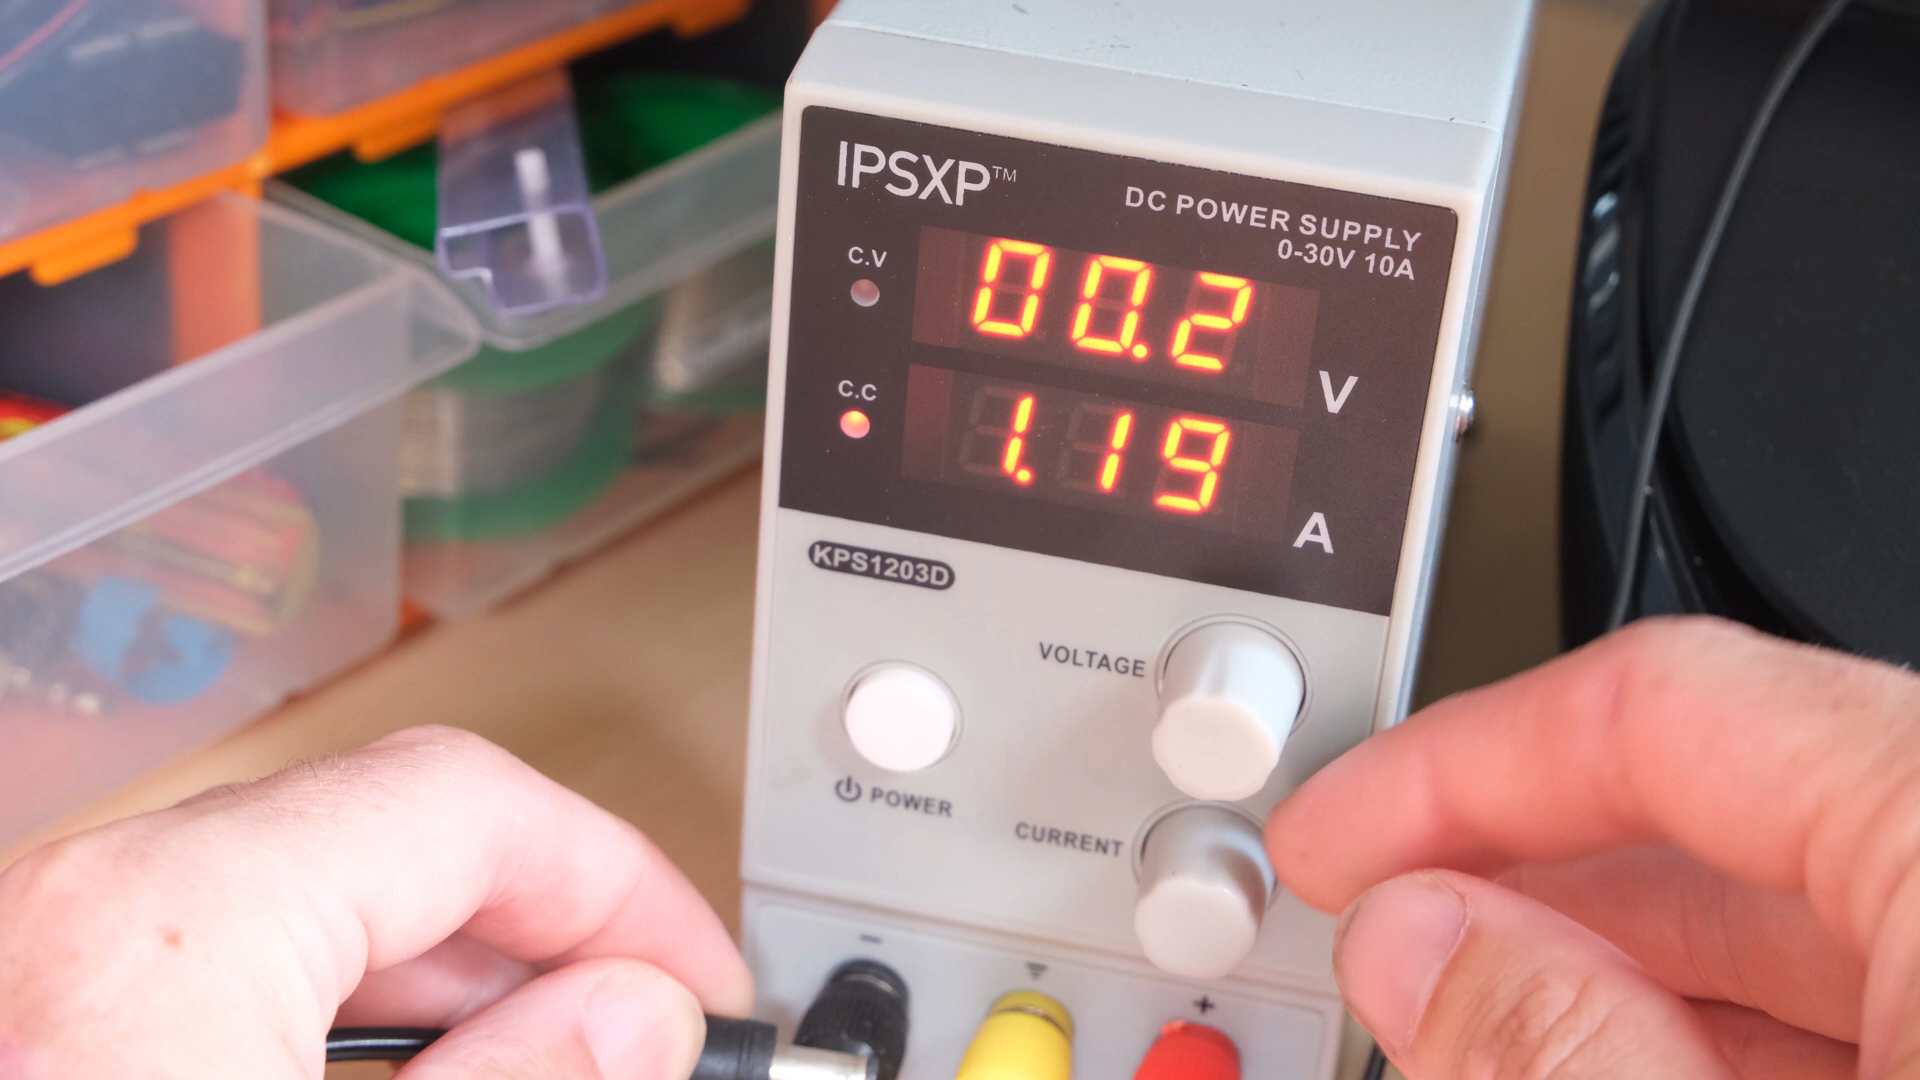 IPSXP™
DC POWER SUPPLY
0-30V 10A
C.V
00.2
V
C.C
1.19
A
KPS1203D
VOLTAGE
POWER
CURRENT
-
+